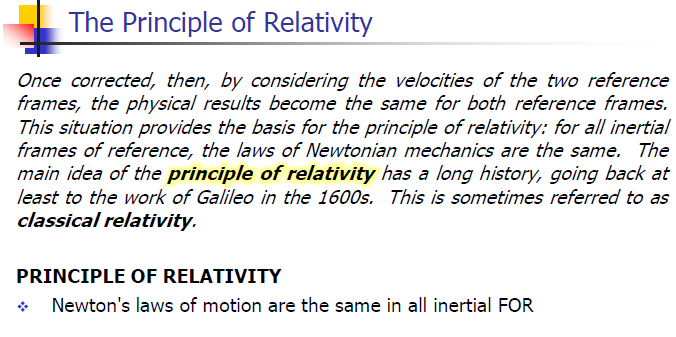 The Principle of Relativity
Once corrected, then, by considering the velocities of the two reference
frames, the physical results become the same for both reference frames.
This situation provides the basis for the principle of relativity: for all inertial
frames of reference, the laws of Newtonian mechanics are the same. The
main idea of the principle of relativity has a long history, going back at
least to the work of Galileo in the 1600s. This is sometimes referred to as
classical relativity.
PRINCIPLE OF RELATIVITY
❖ Newton's laws of motion are the same in all inertial FOR